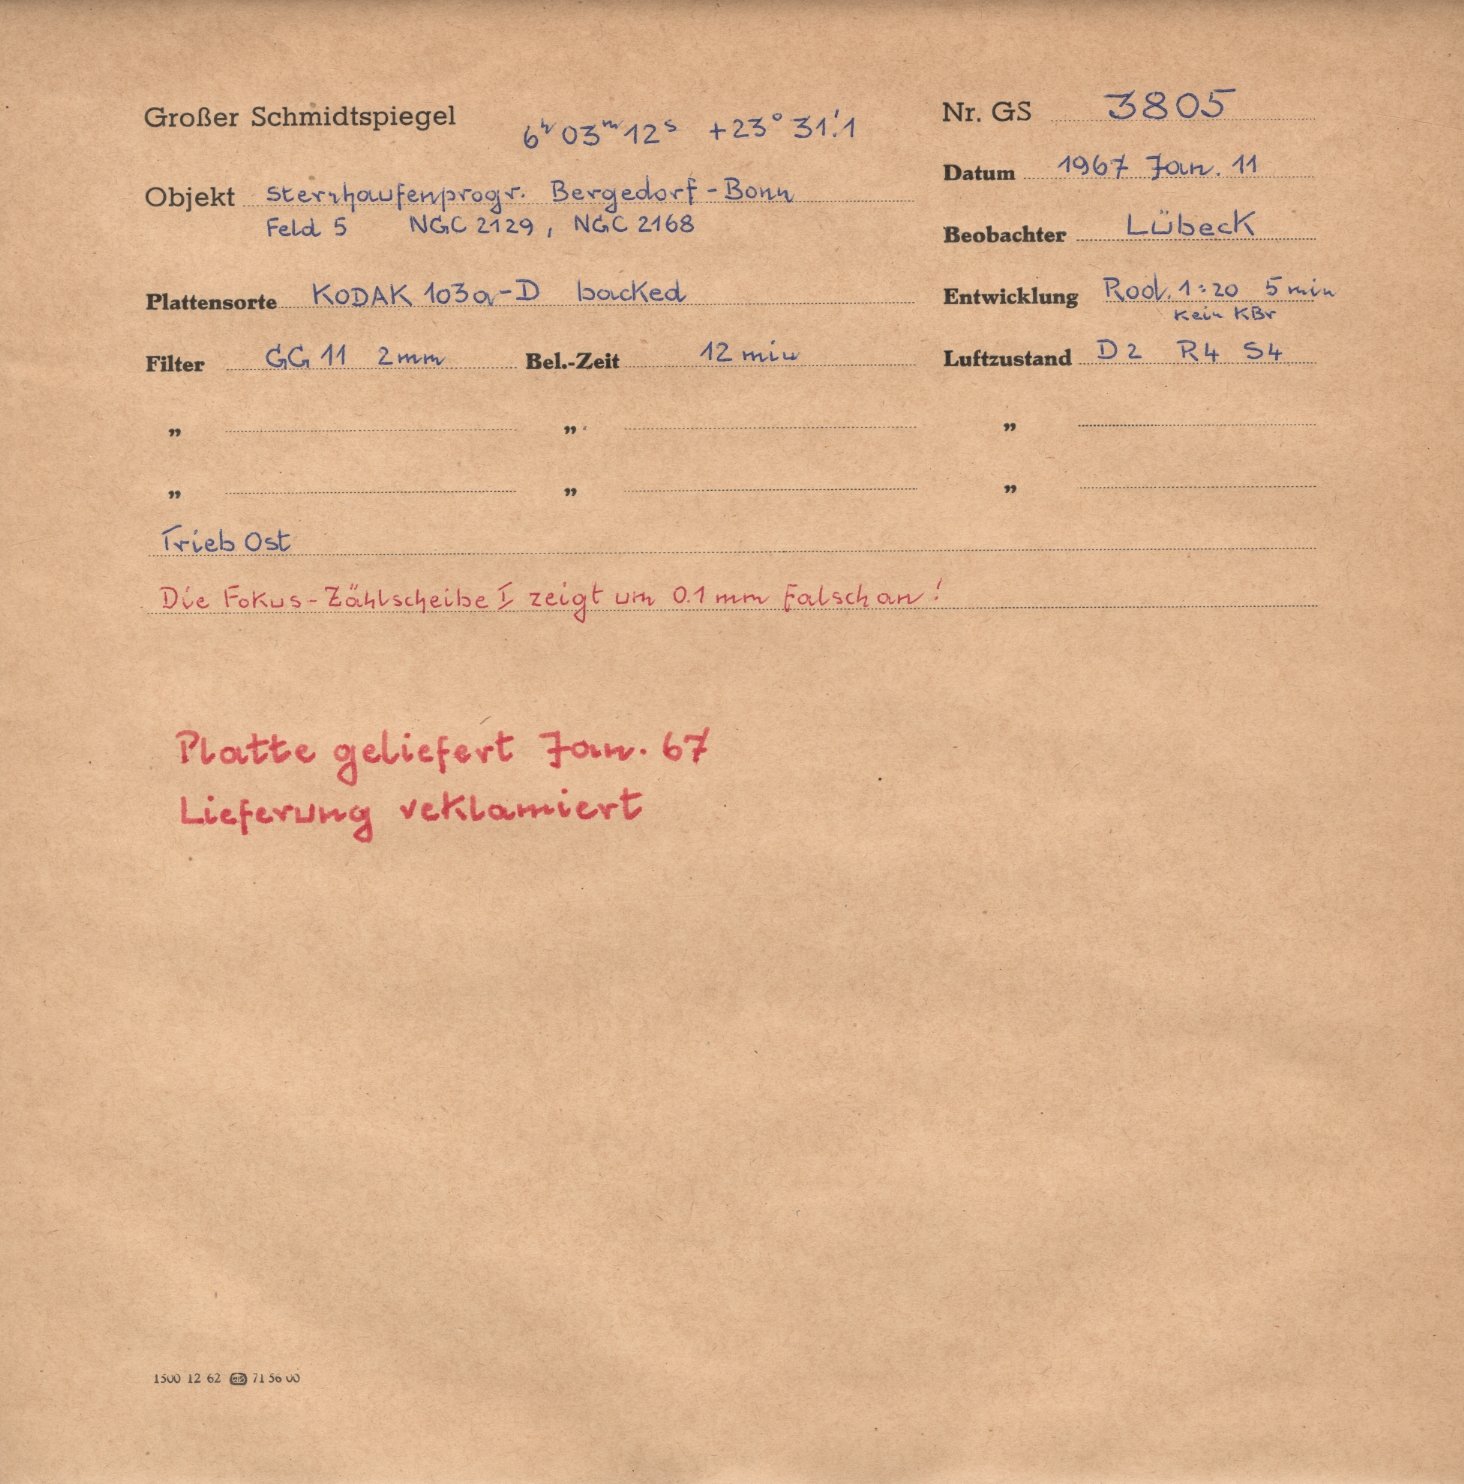 Großer Schmidtspiegel 6ʰ03ᵐ12ˢ +23° 31.'1 Nr. GS 3805
Datum 1967 Jan. 11
Objekt Sternhaufenprogr. Bergedorf-Bonn
Feld 5 NGC 2129, NGC 2168
Beobachter Lübeck
Plattensorte KODAK 103a-D backed Entwicklung Rod. 1:20 5 min
kein KBr
Filter GG 11 2mm Bel.-Zeit 12 min Luftzustand D2 R4 S4
" " "
" " "
Trieb Ost
Die Fokus-Zählscheibe I zeigt um 0.1 mm falsch an!
Platte geliefert Jan. 67
Lieferung reklamiert
1500 12 62 71 56 00